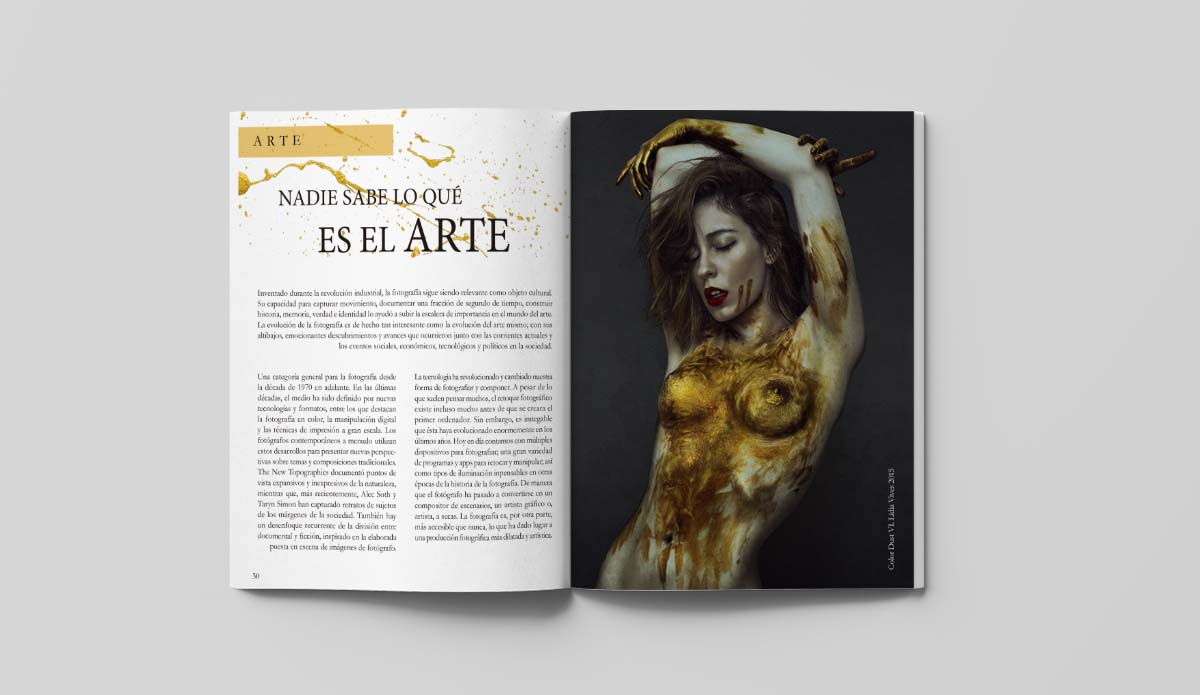 ARTE
NADIE SABE LO QUÉ
ES EL ARTE
Inventado durante la revolución industrial, la fotografía sigue siendo relevante como objeto cultural.
Su capacidad para capturar movimiento, documentar una fracción de segundo de tiempo, construir
historia, memoria, verdad e identidad lo ayudó a subir la escalera de importancia en el mundo del arte.
La evolución de la fotografía es de hecho tan interesante como la evolución del arte mismo; con sus
altibajos, emocionantes descubrimientos y avances que ocurrieron junto con las corrientes actuales y
los eventos sociales, económicos, tecnológicos y políticos en la sociedad.
Una categoría general para la fotografía desde
la década de 1970 en adelante. En las últimas
décadas, el medio ha sido definido por nuevas
tecnologías y formatos, entre los que destacan
la fotografía en color, la manipulación digital
y las técnicas de impresión a gran escala. Los
fotógrafos contemporáneos a menudo utilizan
estos desarrollos para presentar nuevas perspec-
tivas sobre temas y composiciones tradicionales.
The New Topographics documentó puntos de
vista expansivos y inexpresivos de la naturaleza,
mientras que, más recientemente, Alec Soth y
Taryn Simon han capturado retratos de sujetos
de los márgenes de la sociedad. También hay
un desenfoque recurrente de la división entre
documental y ficción, inspirado en la elaborada
puesta en escena de imágenes de fotógrafo.
La tecnología ha revolucionado y cambiado nuestra
forma de fotografiar y componer. A pesar de lo
que suelen pensar muchos, el retoque fotográfico
existe incluso mucho antes de que se creara el
primer ordenador. Sin embargo, es innegable
que ésta haya evolucionado enormemente en los
últimos años. Hoy en día contamos con múltiples
dispositivos para fotografiar; una gran variedad
de programas y apps para retocar y manipular; así
como tipos de iluminación inpensables en otras
épocas de la historia de la fotografía. De manera
que el fotógrafo ha pasado a convertirse en un
compositor de escenarios, un artista gráfico o,
artista, a secas. La fotografía es, por otra parte,
más accesible que nunca, lo que ha dado lugar a
una producción fotográfica más dilatada y artística.
30
Color Dust VI. Lidia Vives 2015